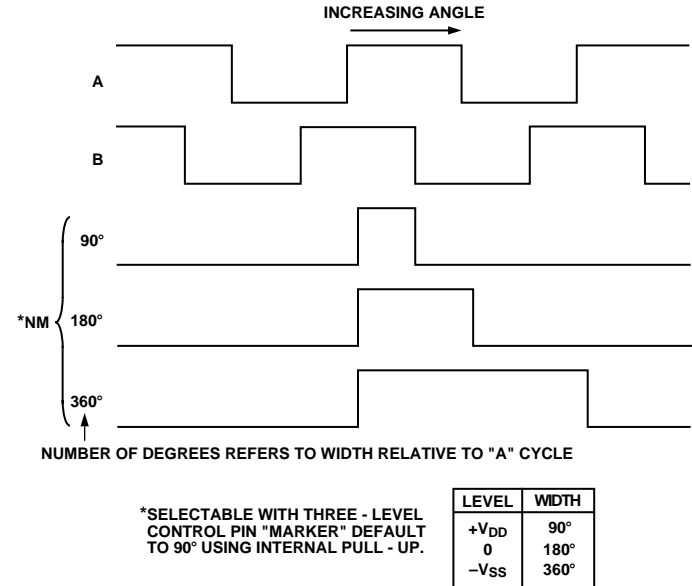 INCREASING ANGLE
A
B
90°
*NM
180°
360°
NUMBER OF DEGREES REFERS TO WIDTH RELATIVE TO "A" CYCLE
*SELECTABLE WITH THREE - LEVEL
CONTROL PIN "MARKER" DEFAULT
TO 90° USING INTERNAL PULL - UP.
LEVEL WIDTH
+VDD 90°
0 180°
–VSS 360°